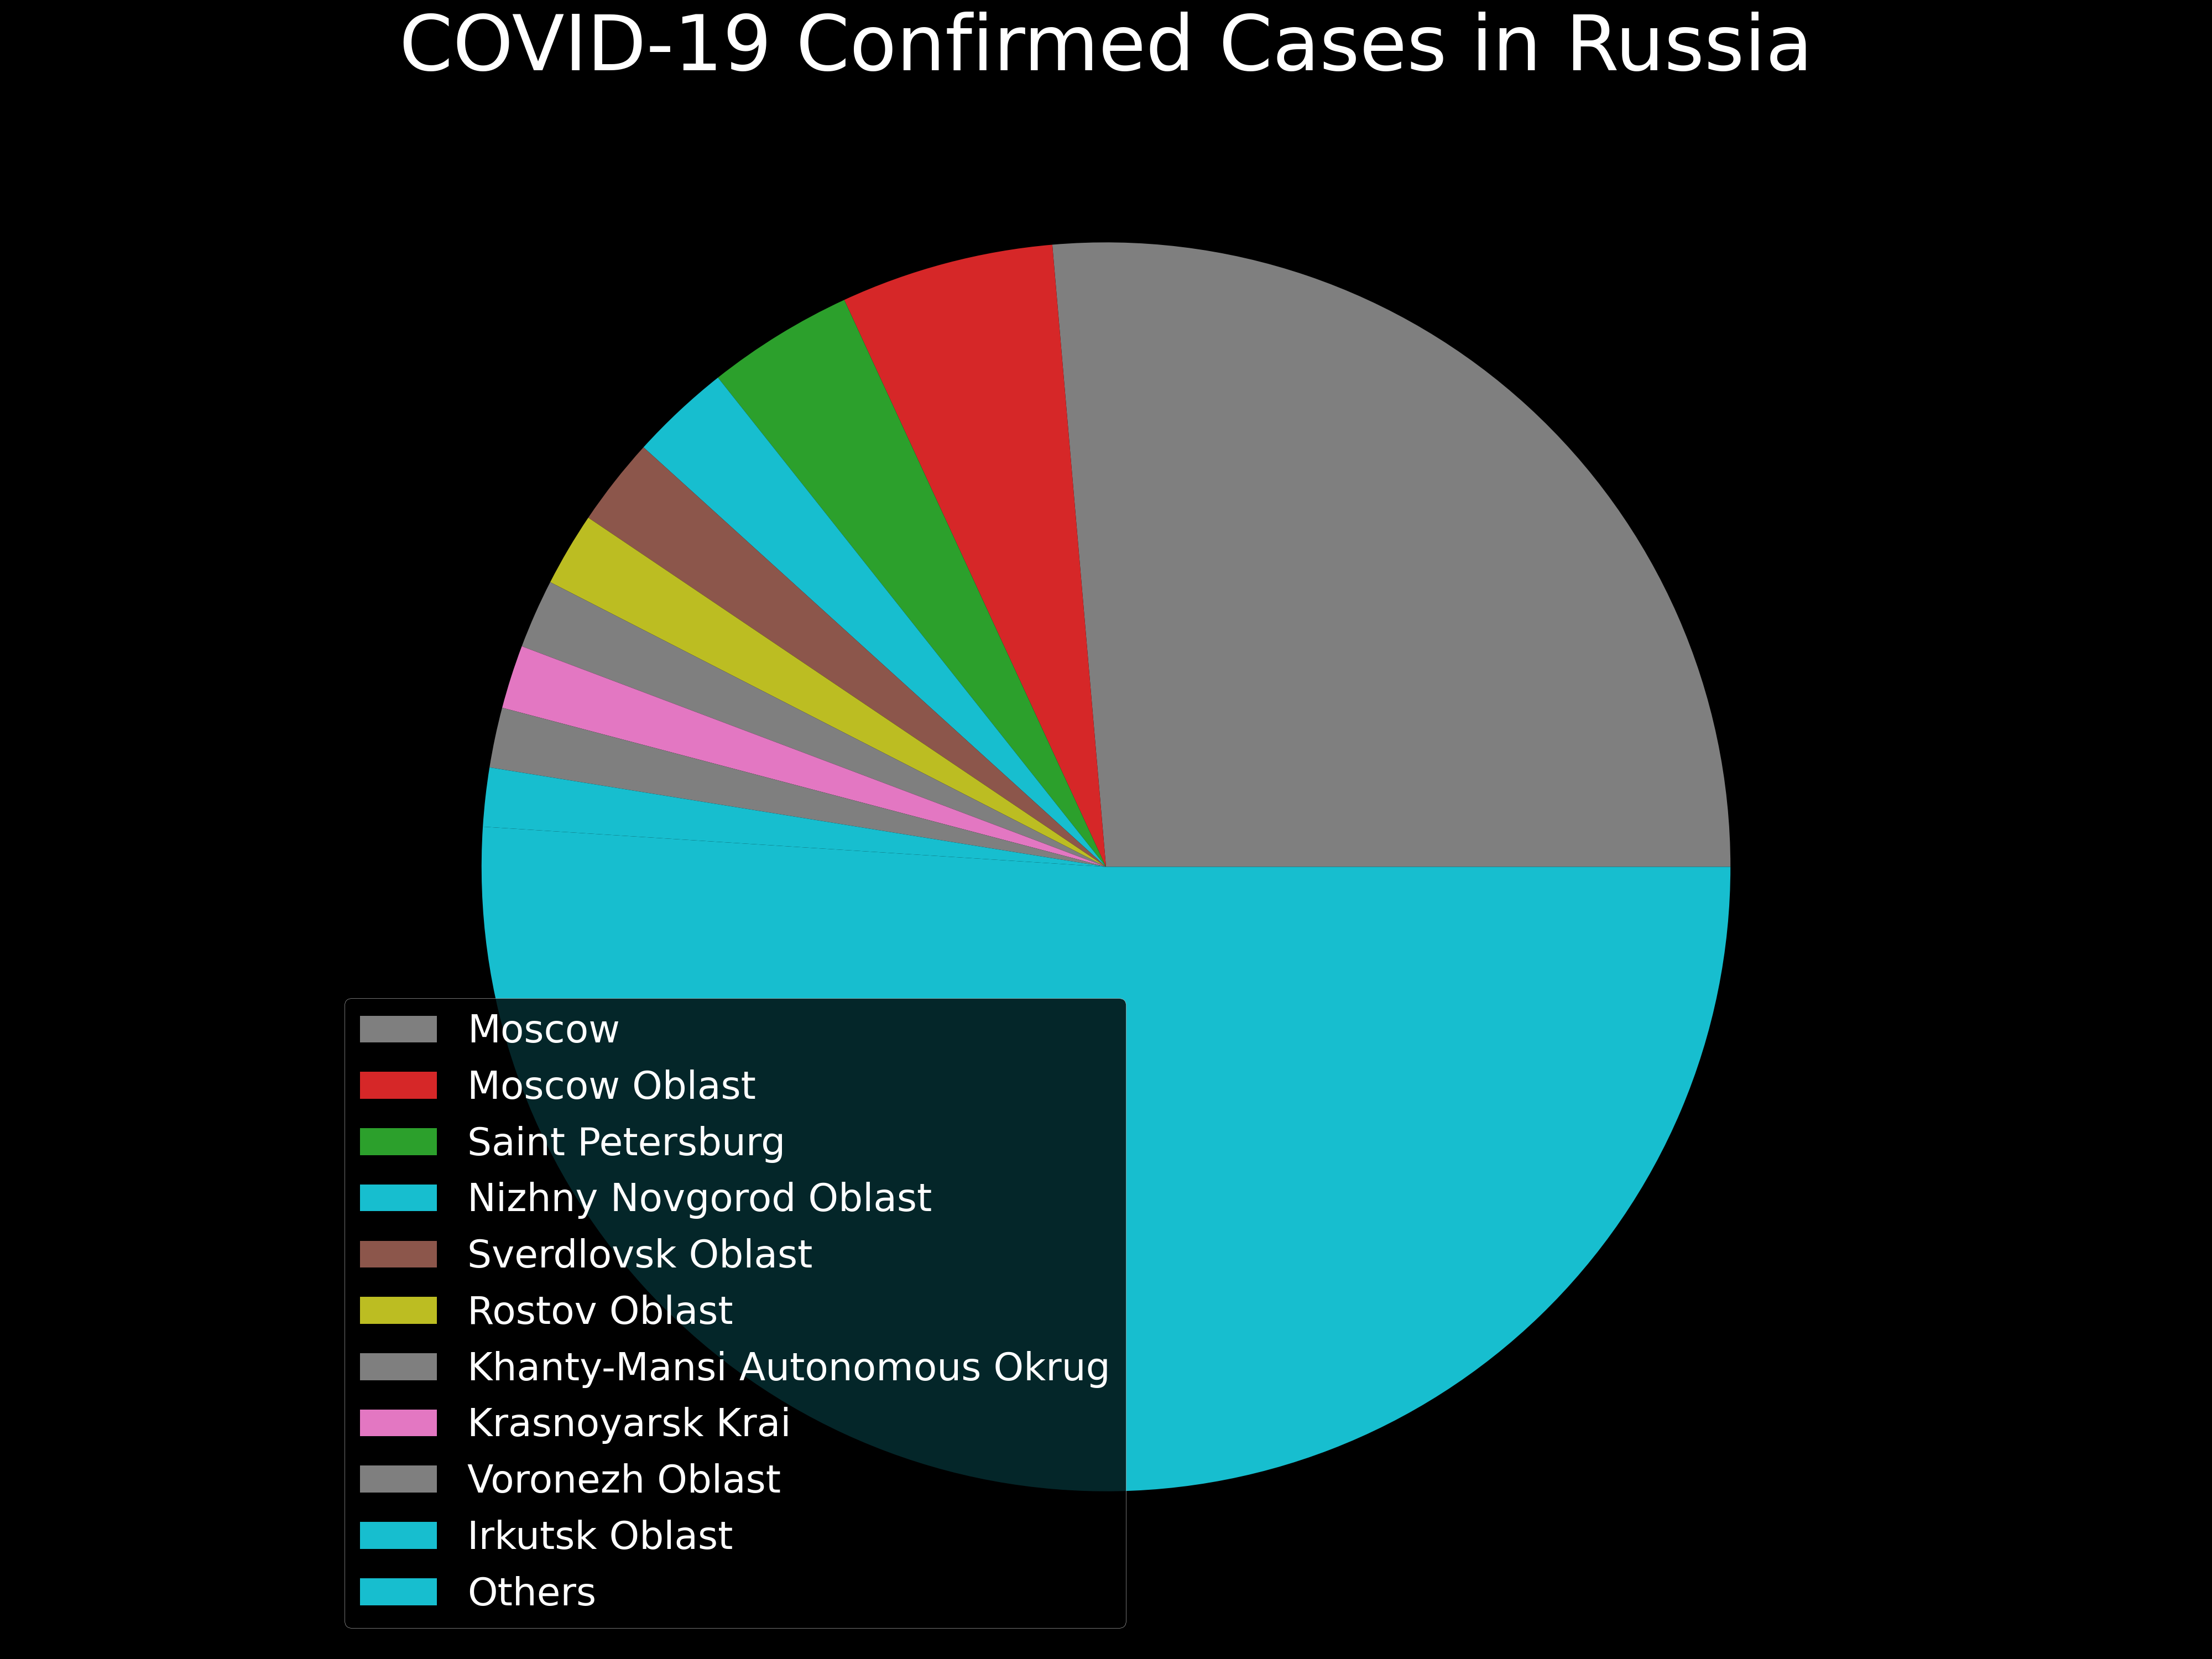 COVID-19 Confirmed Cases in Russia
Moscow
Moscow Oblast
Saint Petersburg
Nizhny Novgorod Oblast
Sverdlovsk Oblast
Rostov Oblast
Khanty-Mansi Autonomous Okrug
Krasnoyarsk Krai
Voronezh Oblast
Irkutsk Oblast
Others